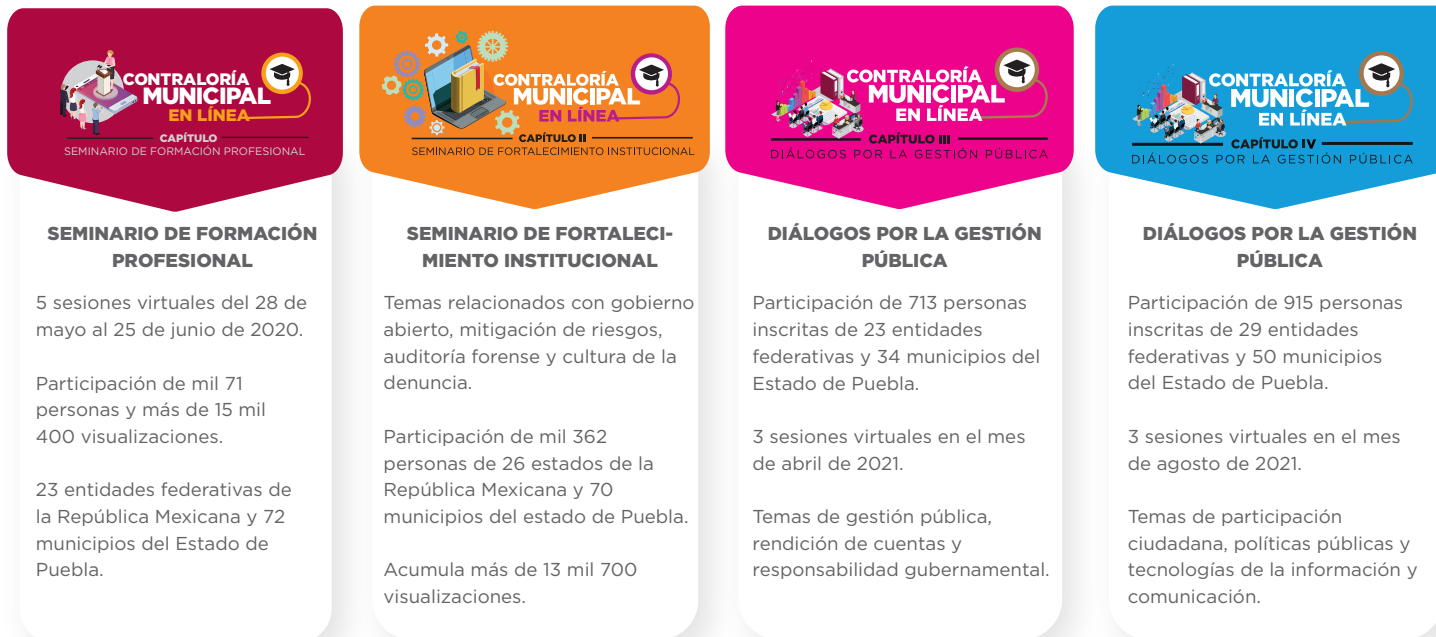 CONTRALORÍA
MUNICIPAL
EN LÍNEA
CAPÍTULO
SEMINARIO DE FORMACIÓN PROFESIONAL
SEMINARIO DE FORMACIÓN
PROFESIONAL
5 sesiones virtuales del 28 de
mayo al 25 de junio de 2020.
Participación de mil 71
personas y más de 15 mil
400 visualizaciones.
23 entidades federativas de
la República Mexicana y 72
municipios del Estado de
Puebla.
CONTRALORÍA
MUNICIPAL
EN LÍNEA
CAPÍTULO II
SEMINARIO DE FORTALECIMIENTO INSTITUCIONAL
SEMINARIO DE FORTALECI-
MIENTO INSTITUCIONAL
Temas relacionados con gobierno
abierto, mitigación de riesgos,
auditoría forense y cultura de la
denuncia.
Participación de mil 362
personas de 26 estados de la
República Mexicana y 70
municipios del estado de Puebla.
Acumula más de 13 mil 700
visualizaciones.
CONTRALORÍA
MUNICIPAL
EN LÍNEA
CAPÍTULO III
DIÁLOGOS POR LA GESTIÓN PÚBLICA
DIÁLOGOS POR LA GESTIÓN
PÚBLICA
Participación de 713 personas
inscritas de 23 entidades
federativas y 34 municipios del
Estado de Puebla.
3 sesiones virtuales en el mes
de abril de 2021.
Temas de gestión pública,
rendición de cuentas y
responsabilidad gubernamental.
CONTRALORÍA
MUNICIPAL
EN LÍNEA
CAPÍTULO IV
DIÁLOGOS POR LA GESTIÓN PÚBLICA
DIÁLOGOS POR LA GESTIÓN
PÚBLICA
Participación de 915 personas
inscritas de 29 entidades
federativas y 50 municipios
del Estado de Puebla.
3 sesiones virtuales en el mes
de agosto de 2021.
Temas de participación
ciudadana, políticas públicas y
tecnologías de la información y
comunicación.